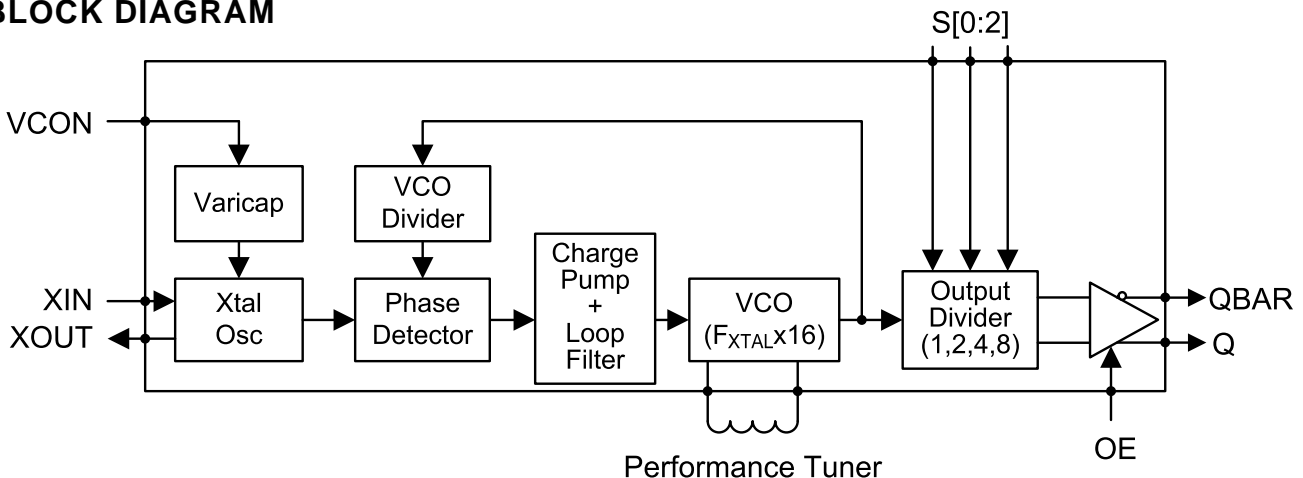 BLOCK DIAGRAM
S[0:2]
VCON
Varicap
VCO
Divider
XIN
XOUT
Xtal
Osc
Phase
Detector
Charge
Pump
+
Loop
Filter
VCO
(FXTALx16)
Output
Divider
(1,2,4,8)
QBAR
Q
OE
Performance Tuner